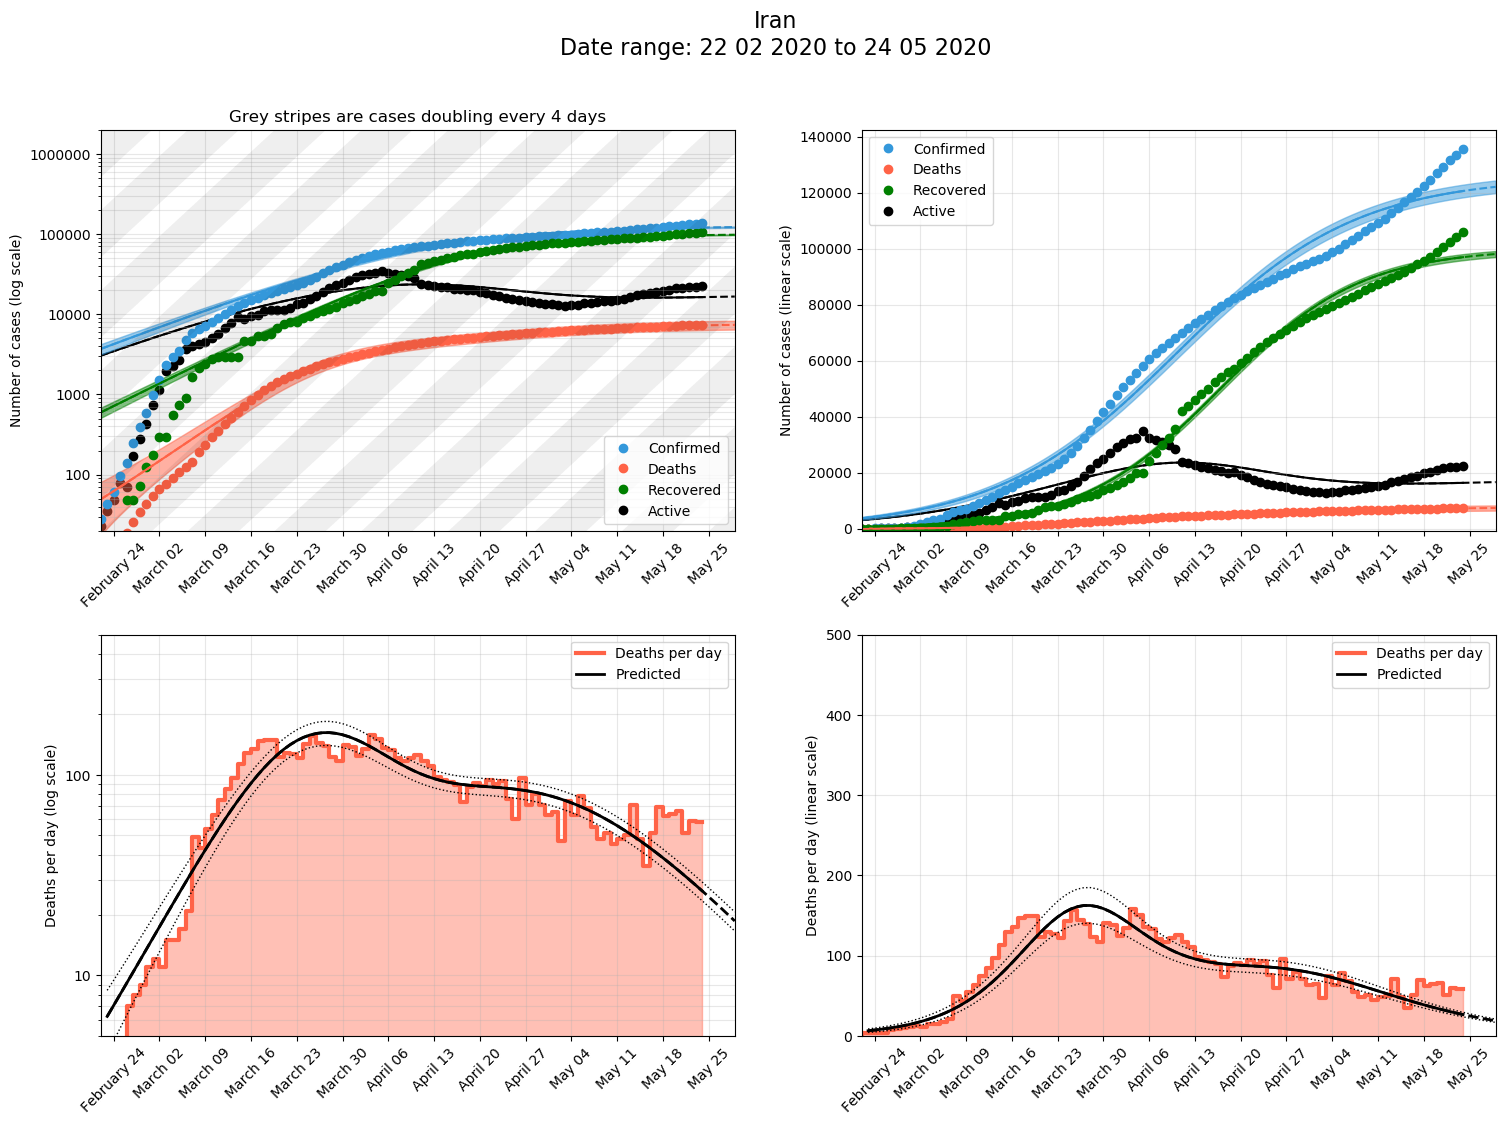 Iran
Date range: 22 02 2020 to 24 05 2020
Grey stripes are cases doubling every 4 days
Number of cases (log scale)
1000000
100000
10000
1000
100
Confirmed
Deaths
Recovered
Active
February 24
March 02
March 09
March 16
March 23
March 30
April 06
April 13
April 20
April 27
May 04
May 11
May 18
May 25
Number of cases (linear scale)
140000
120000
100000
80000
60000
40000
20000
0
Confirmed
Deaths
Recovered
Active
February 24
March 02
March 09
March 16
March 23
March 30
April 06
April 13
April 20
April 27
May 04
May 11
May 18
May 25
Deaths per day (log scale)
100
10
Deaths per day
Predicted
February 24
March 02
March 09
March 16
March 23
March 30
April 06
April 13
April 20
April 27
May 04
May 11
May 18
May 25
Deaths per day (linear scale)
500
400
300
200
100
0
Deaths per day
Predicted
February 24
March 02
March 09
March 16
March 23
March 30
April 06
April 13
April 20
April 27
May 04
May 11
May 18
May 25